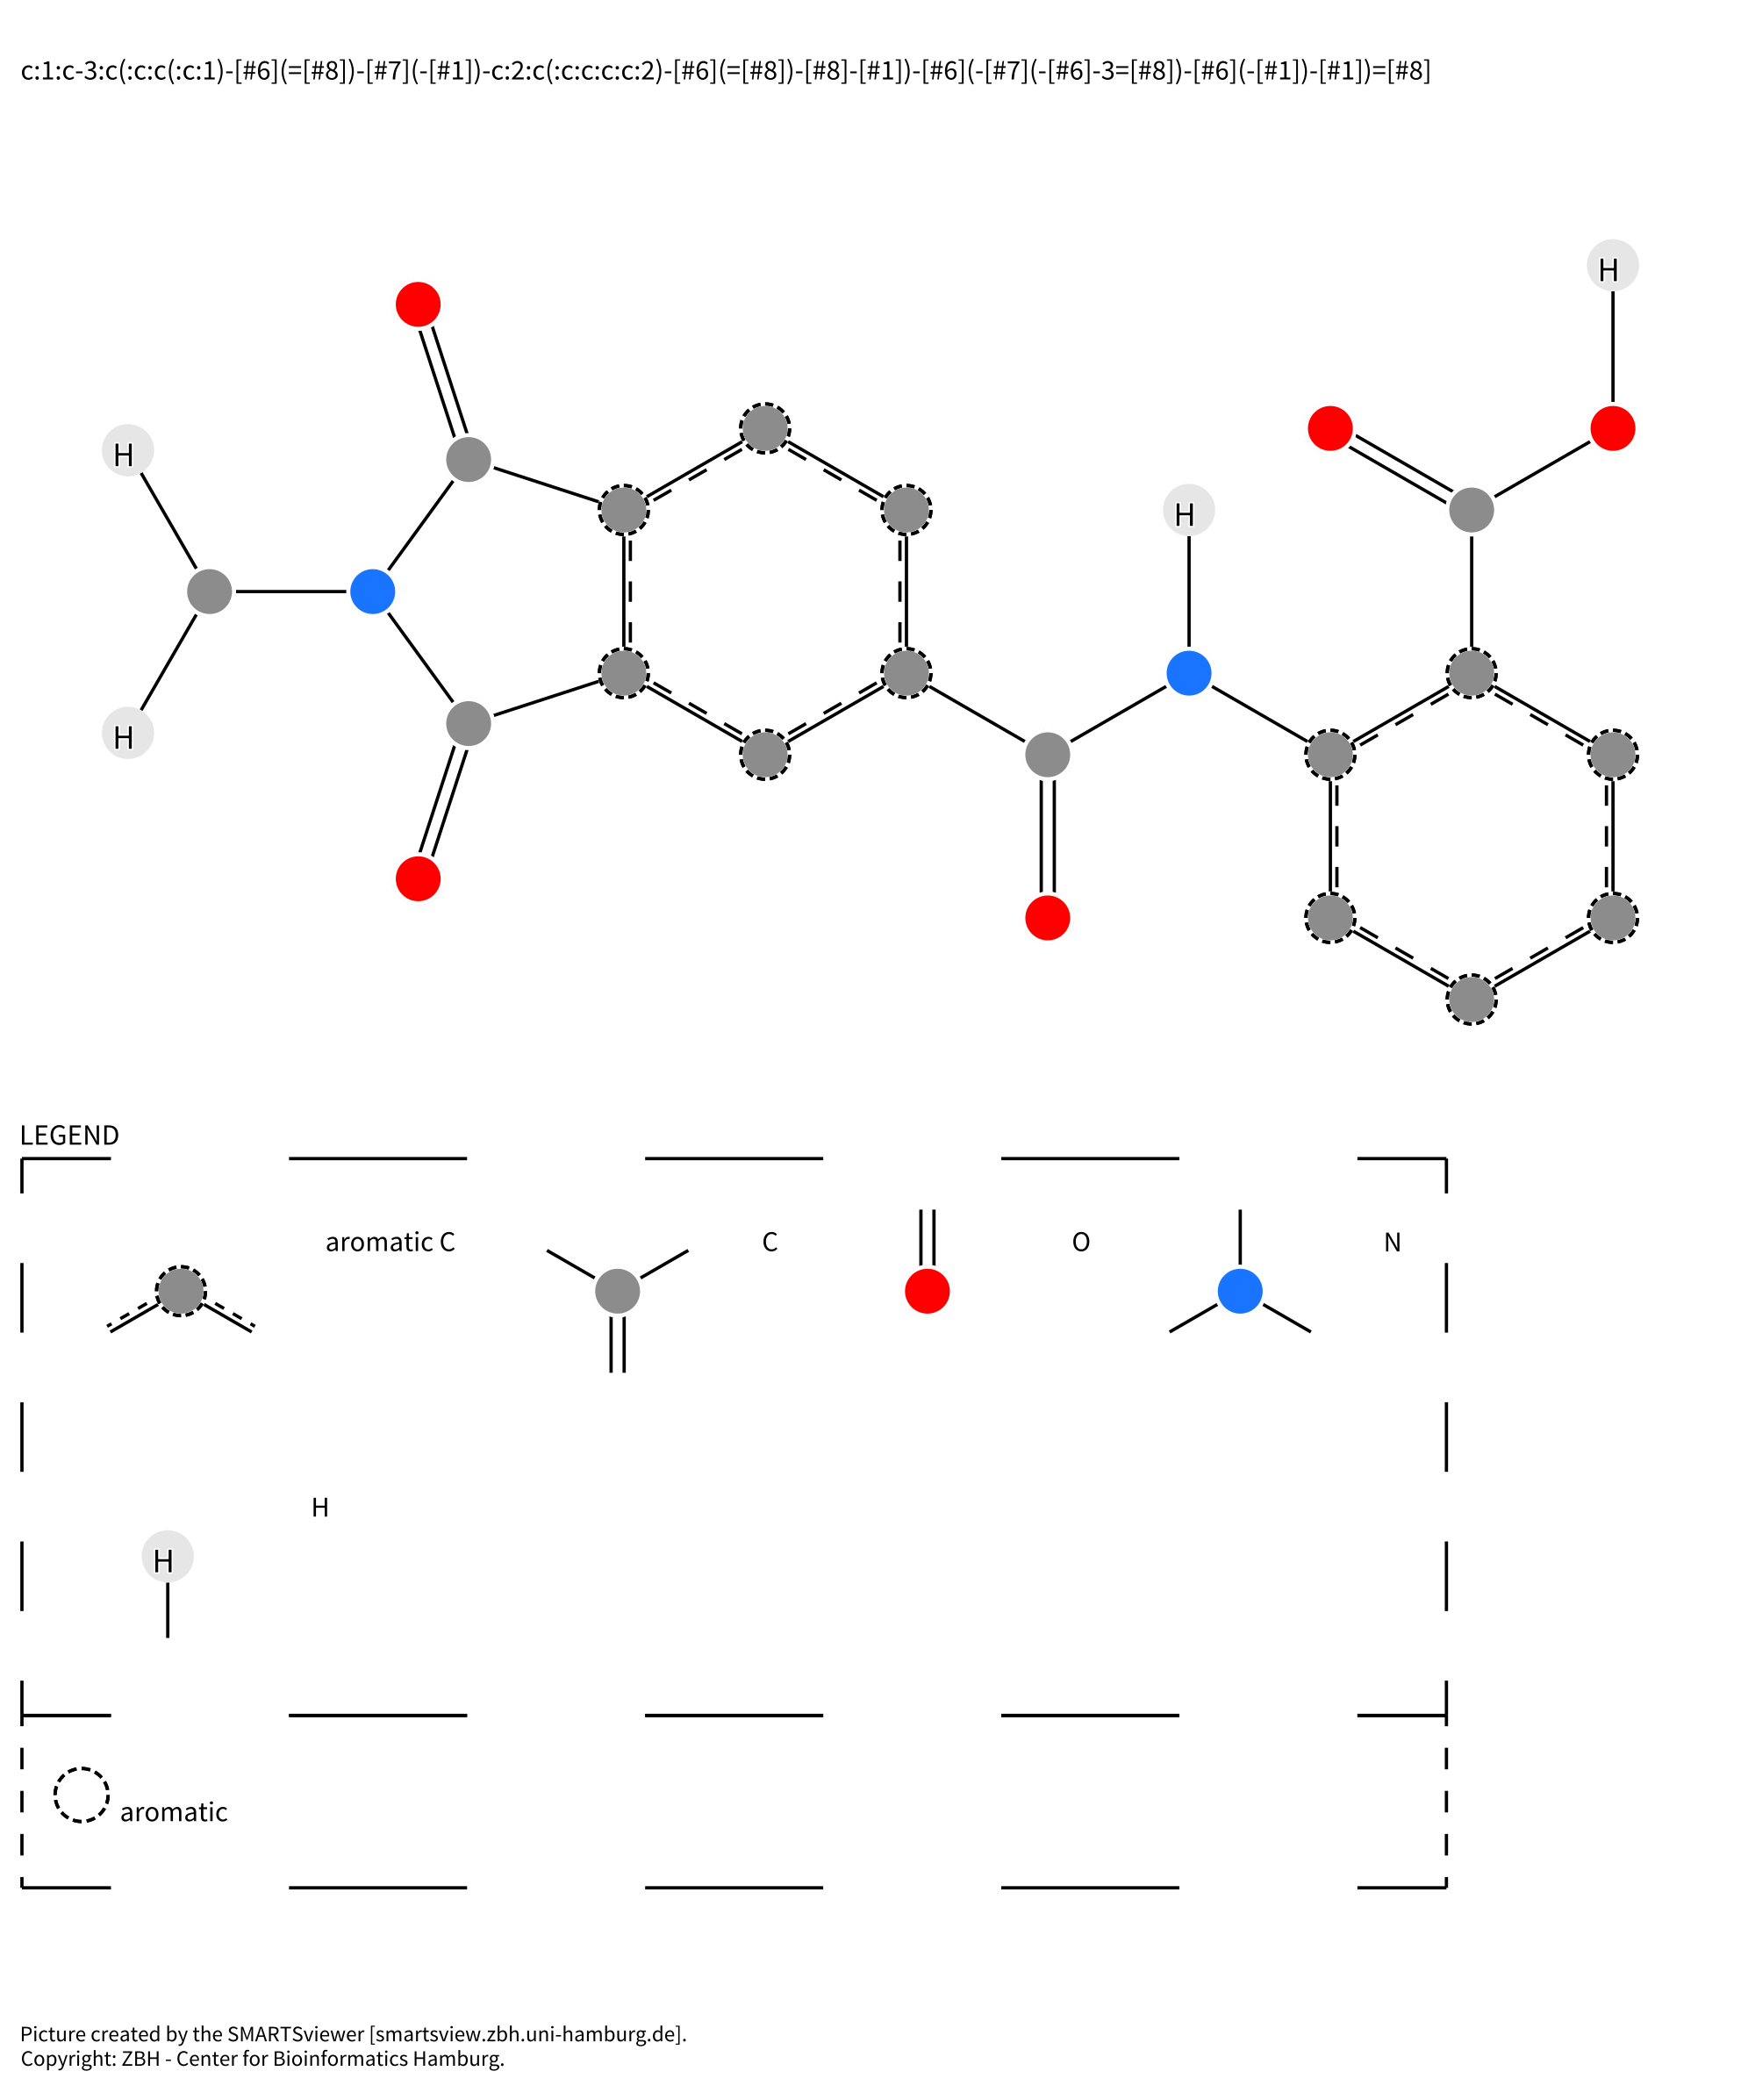 c:1:c-3:c(:c:c(:c:1)-[#6](=[#8])-[#7](-[#1])-c:2:c(:c:c:c:c:2)-[#6](=[#8])-[#8]-[#1])-[#6](-[#7](-[#6]-3=[#8])-[#6](-[#1])-[#1])=[#8]
H
H
H
H
LEGEND
aromatic C
C
O
N
H
H
aromatic
Picture created by the SMARTSviewer [smartsview.zbh.uni-hamburg.de].
Copyright: ZBH - Center for Bioinformatics Hamburg.